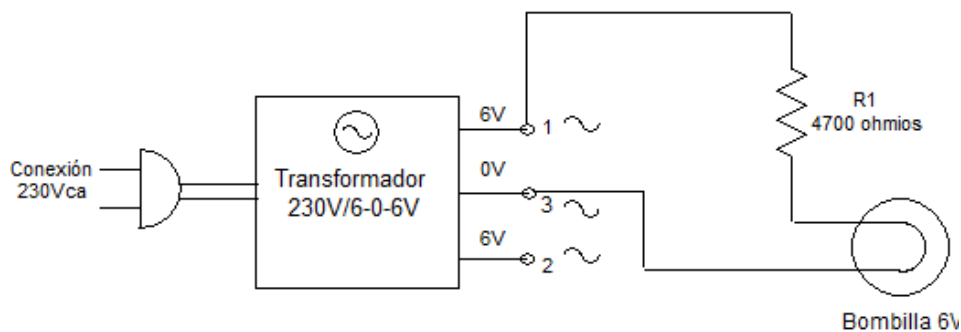 Conexión
230Vca
Transformador
230V/6-0-6V
6V
1
0V
3
6V
2
R1
4700 ohmios
Bombilla 6V